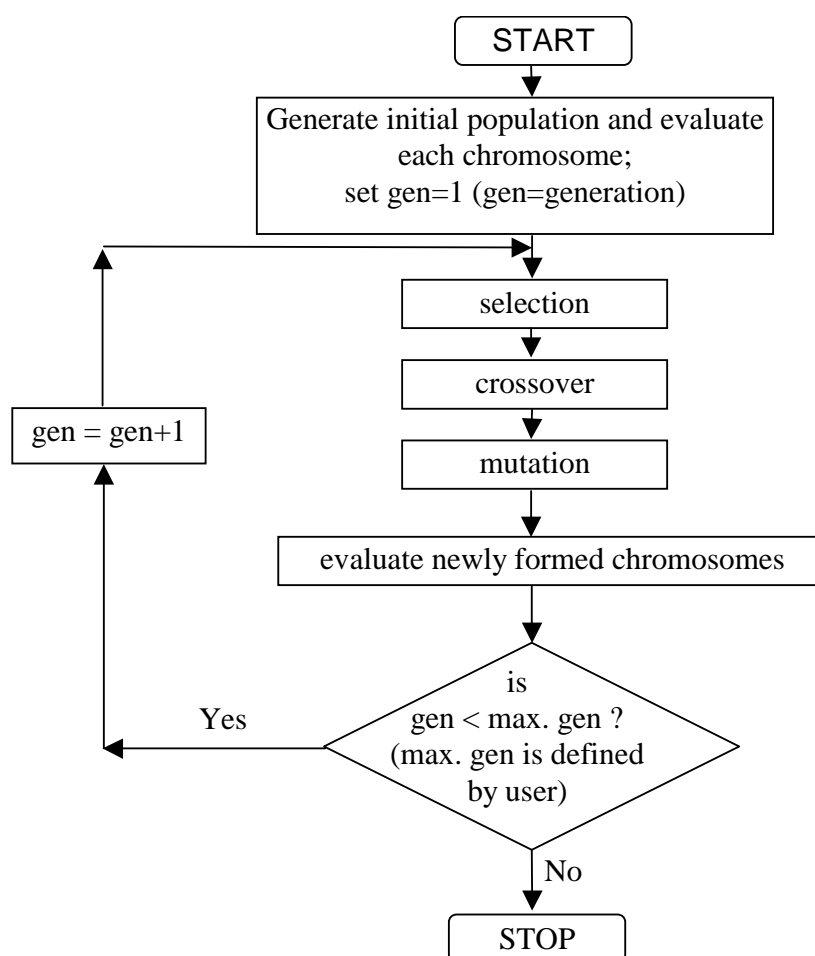 START
Generate initial population and evaluate
each chromosome;
set gen=1 (gen=generation)
selection
crossover
gen = gen+1
mutation
evaluate newly formed chromosomes
is
gen < max. gen ?
(max. gen is defined
by user)
Yes
No
STOP